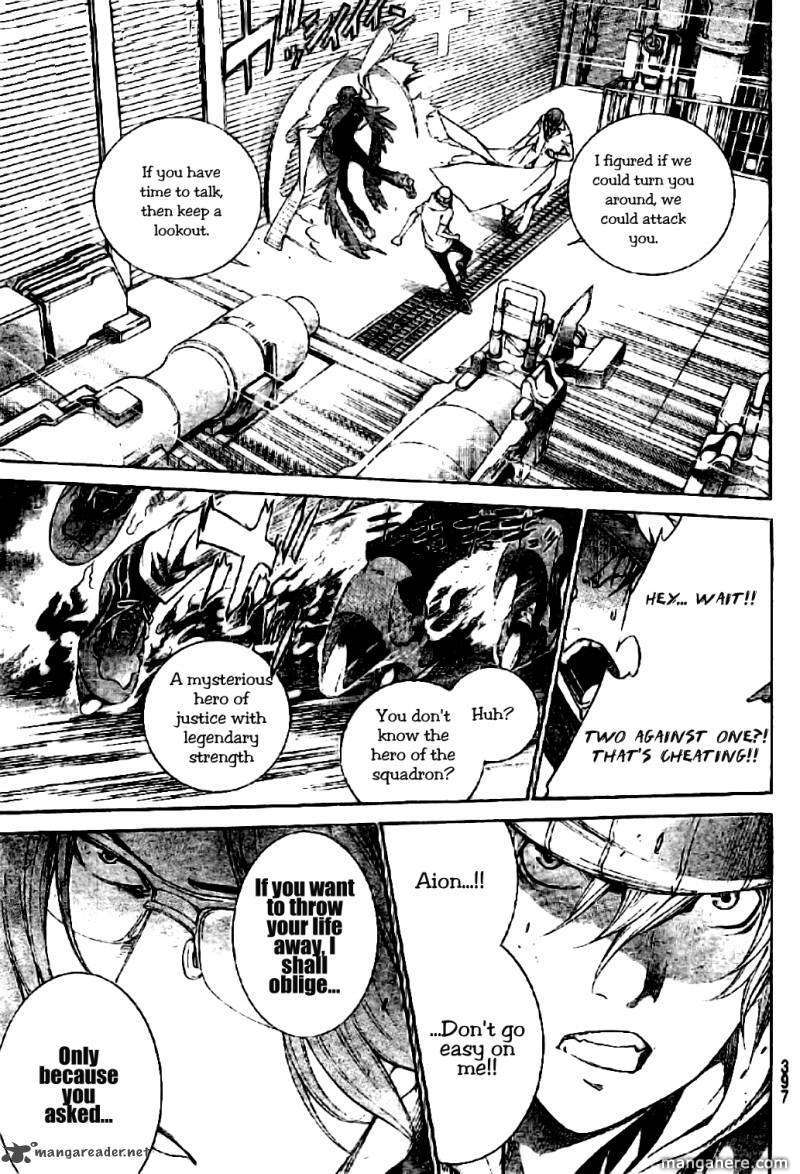 I figured if we
could turn you
around, we
could attack
you.
If you have
time to talk,
then keep a
lookout.
HEY... WAIT!!
TWO AGAINST ONE?!
THAT'S CHEATING!!
Huh?
You don't
know the
hero of the
squadron?
A mysterious
hero of
justice with
legendary
strength
Aion...!!
...Don't go
easy on
me!!
If you want
to throw
your life
away, I
shall
oblige...
Only
because
you
asked...
397
mangareader.net
www.mangahere.com